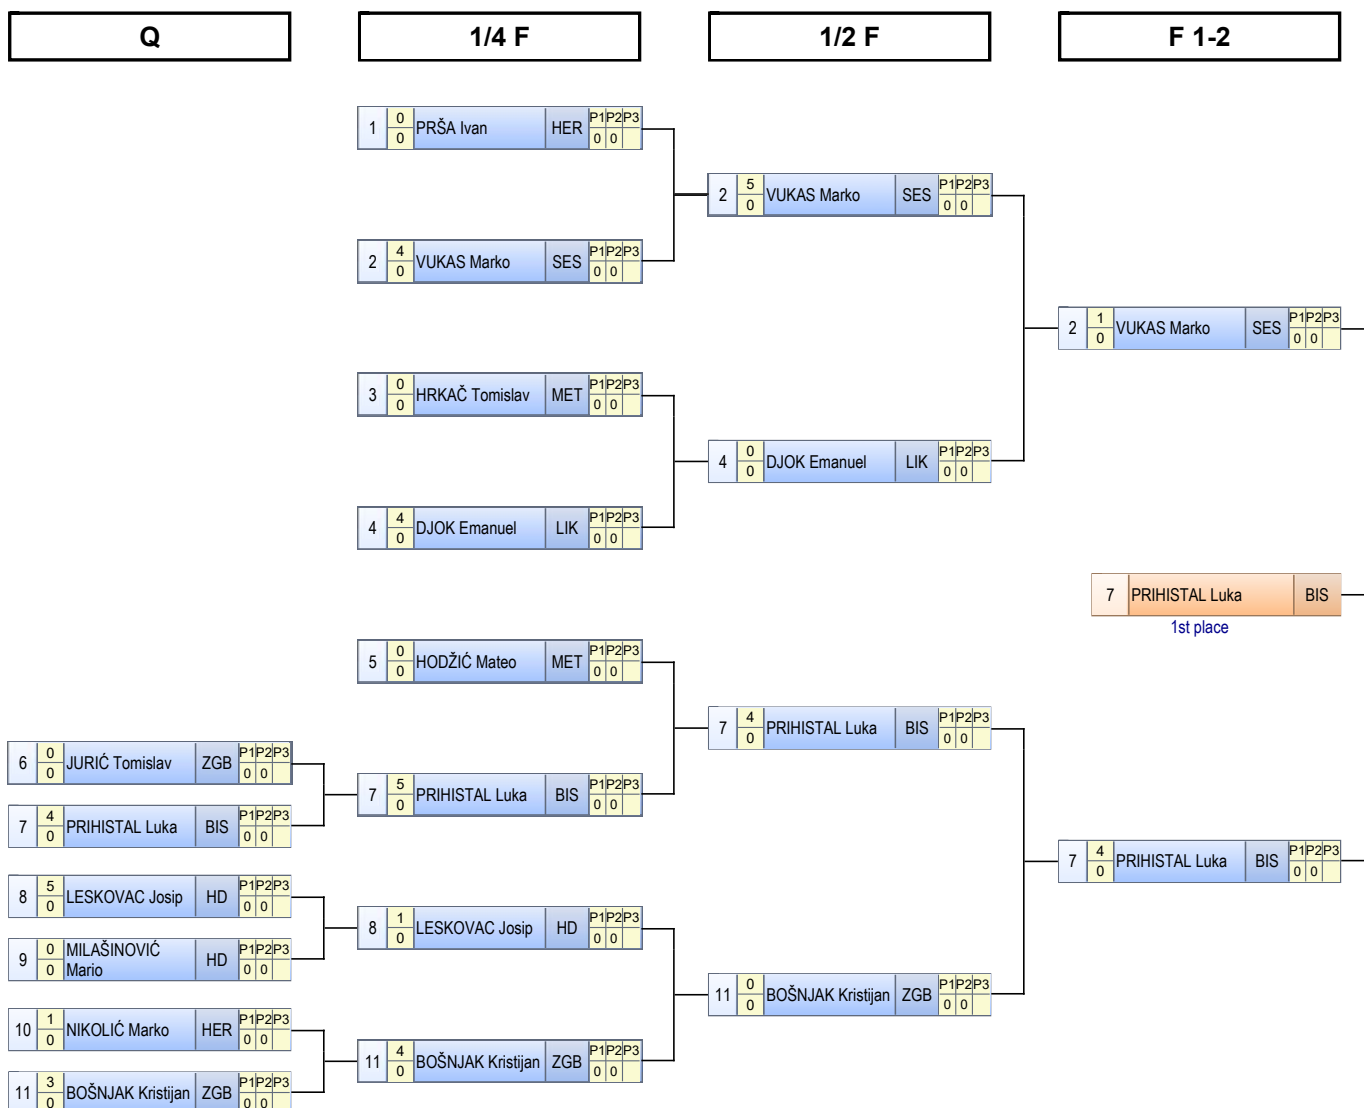 Q
1/4 F
1/2 F
F 1-2
1 0 PRŠA Ivan HER P1 P2 P3
0 0 0
2 5 VUKAS Marko SES P1 P2 P3
0 0 0
2 4 VUKAS Marko SES P1 P2 P3
0 0 0
2 1 VUKAS Marko SES P1 P2 P3
0 0 0
3 0 HRKAČ Tomislav MET P1 P2 P3
0 0 0
4 0 DJOK Emanuel LIK P1 P2 P3
0 0 0
4 4 DJOK Emanuel LIK P1 P2 P3
0 0 0
7 PRIHISTAL Luka BIS
1st place
5 0 HODŽIĆ Mateo MET P1 P2 P3
0 0 0
7 4 PRIHISTAL Luka BIS P1 P2 P3
0 0 0
6 0 JURIĆ Tomislav ZGB P1 P2 P3
0 0 0
7 5 PRIHISTAL Luka BIS P1 P2 P3
0 0 0
7 4 PRIHISTAL Luka BIS P1 P2 P3
0 0 0
7 4 PRIHISTAL Luka BIS P1 P2 P3
0 0 0
8 5 LESKOVAC Josip HD P1 P2 P3
0 0 0
8 1 LESKOVAC Josip HD P1 P2 P3
0 0 0
9 0 MILAŠINOVIĆ HD P1 P2 P3
0 Mario 0 0
11 0 BOŠNJAK Kristijan ZGB P1 P2 P3
0 0 0
10 1 NIKOLIĆ Marko HER P1 P2 P3
0 0 0
11 4 BOŠNJAK Kristijan ZGB P1 P2 P3
0 0 0
11 3 BOŠNJAK Kristijan ZGB P1 P2 P3
0 0 0